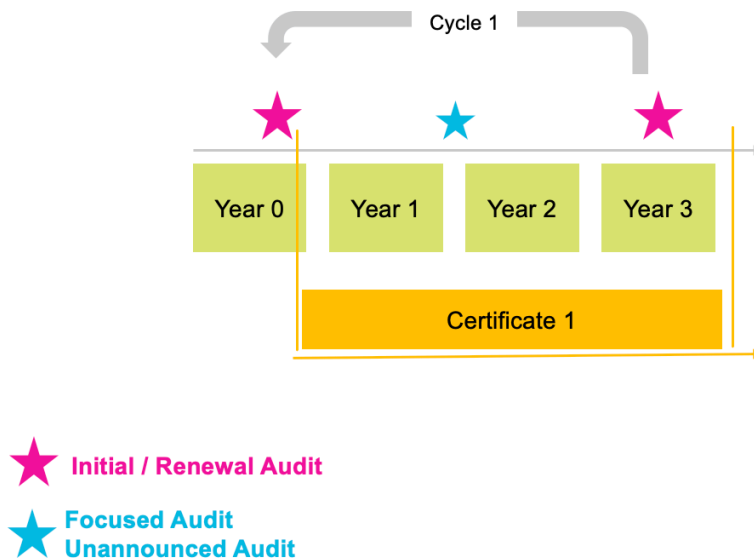 Cycle 1
Year 0
Year 1
Year 2
Year 3
Certificate 1
Initial / Renewal Audit
Focused Audit
Unannounced Audit